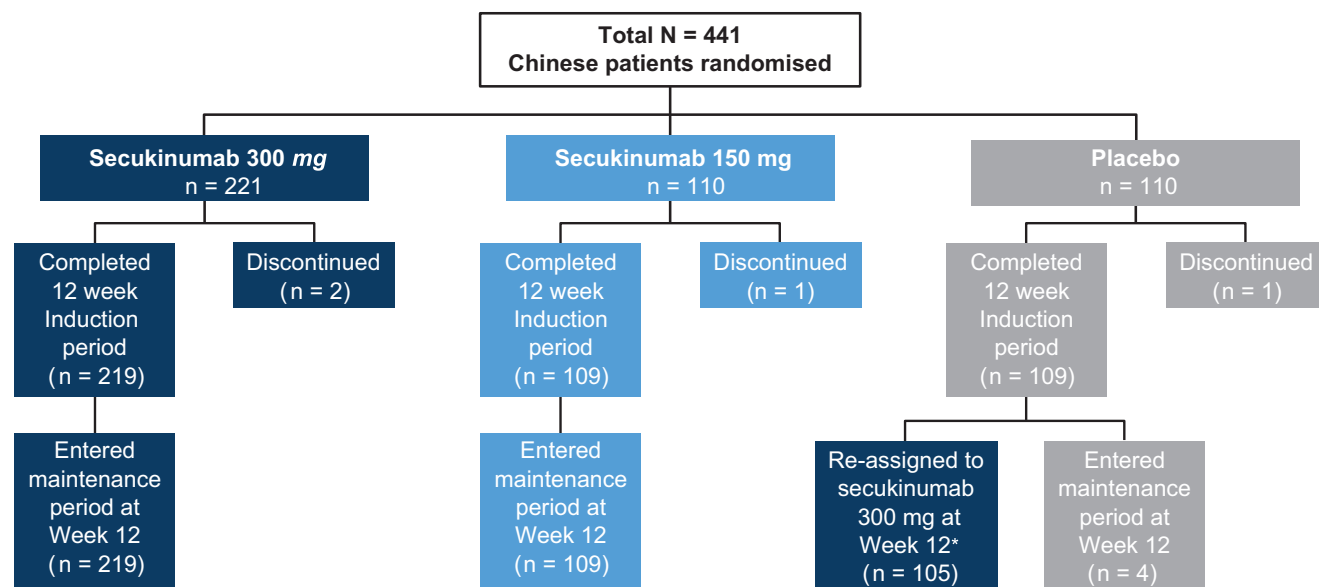 Total N = 441
Chinese patients randomised
Secukinumab 300 mg
n = 221
Secukinumab 150 mg
n = 110
Placebo
n = 110
Completed
12 week
Induction
period
(n = 219)
Discontinued
(n = 2)
Completed
12 week
Induction
period
(n = 109)
Discontinued
(n = 1)
Completed
12 week
Induction
period
(n = 109)
Discontinued
(n = 1)
Entered
maintenance
period at
Week 12
(n = 219)
Entered
maintenance
period at
Week 12
(n = 109)
Re-assigned to
secukinumab
300 mg at
Week 12*
(n = 105)
Entered
maintenance
period at
Week 12
(n = 4)